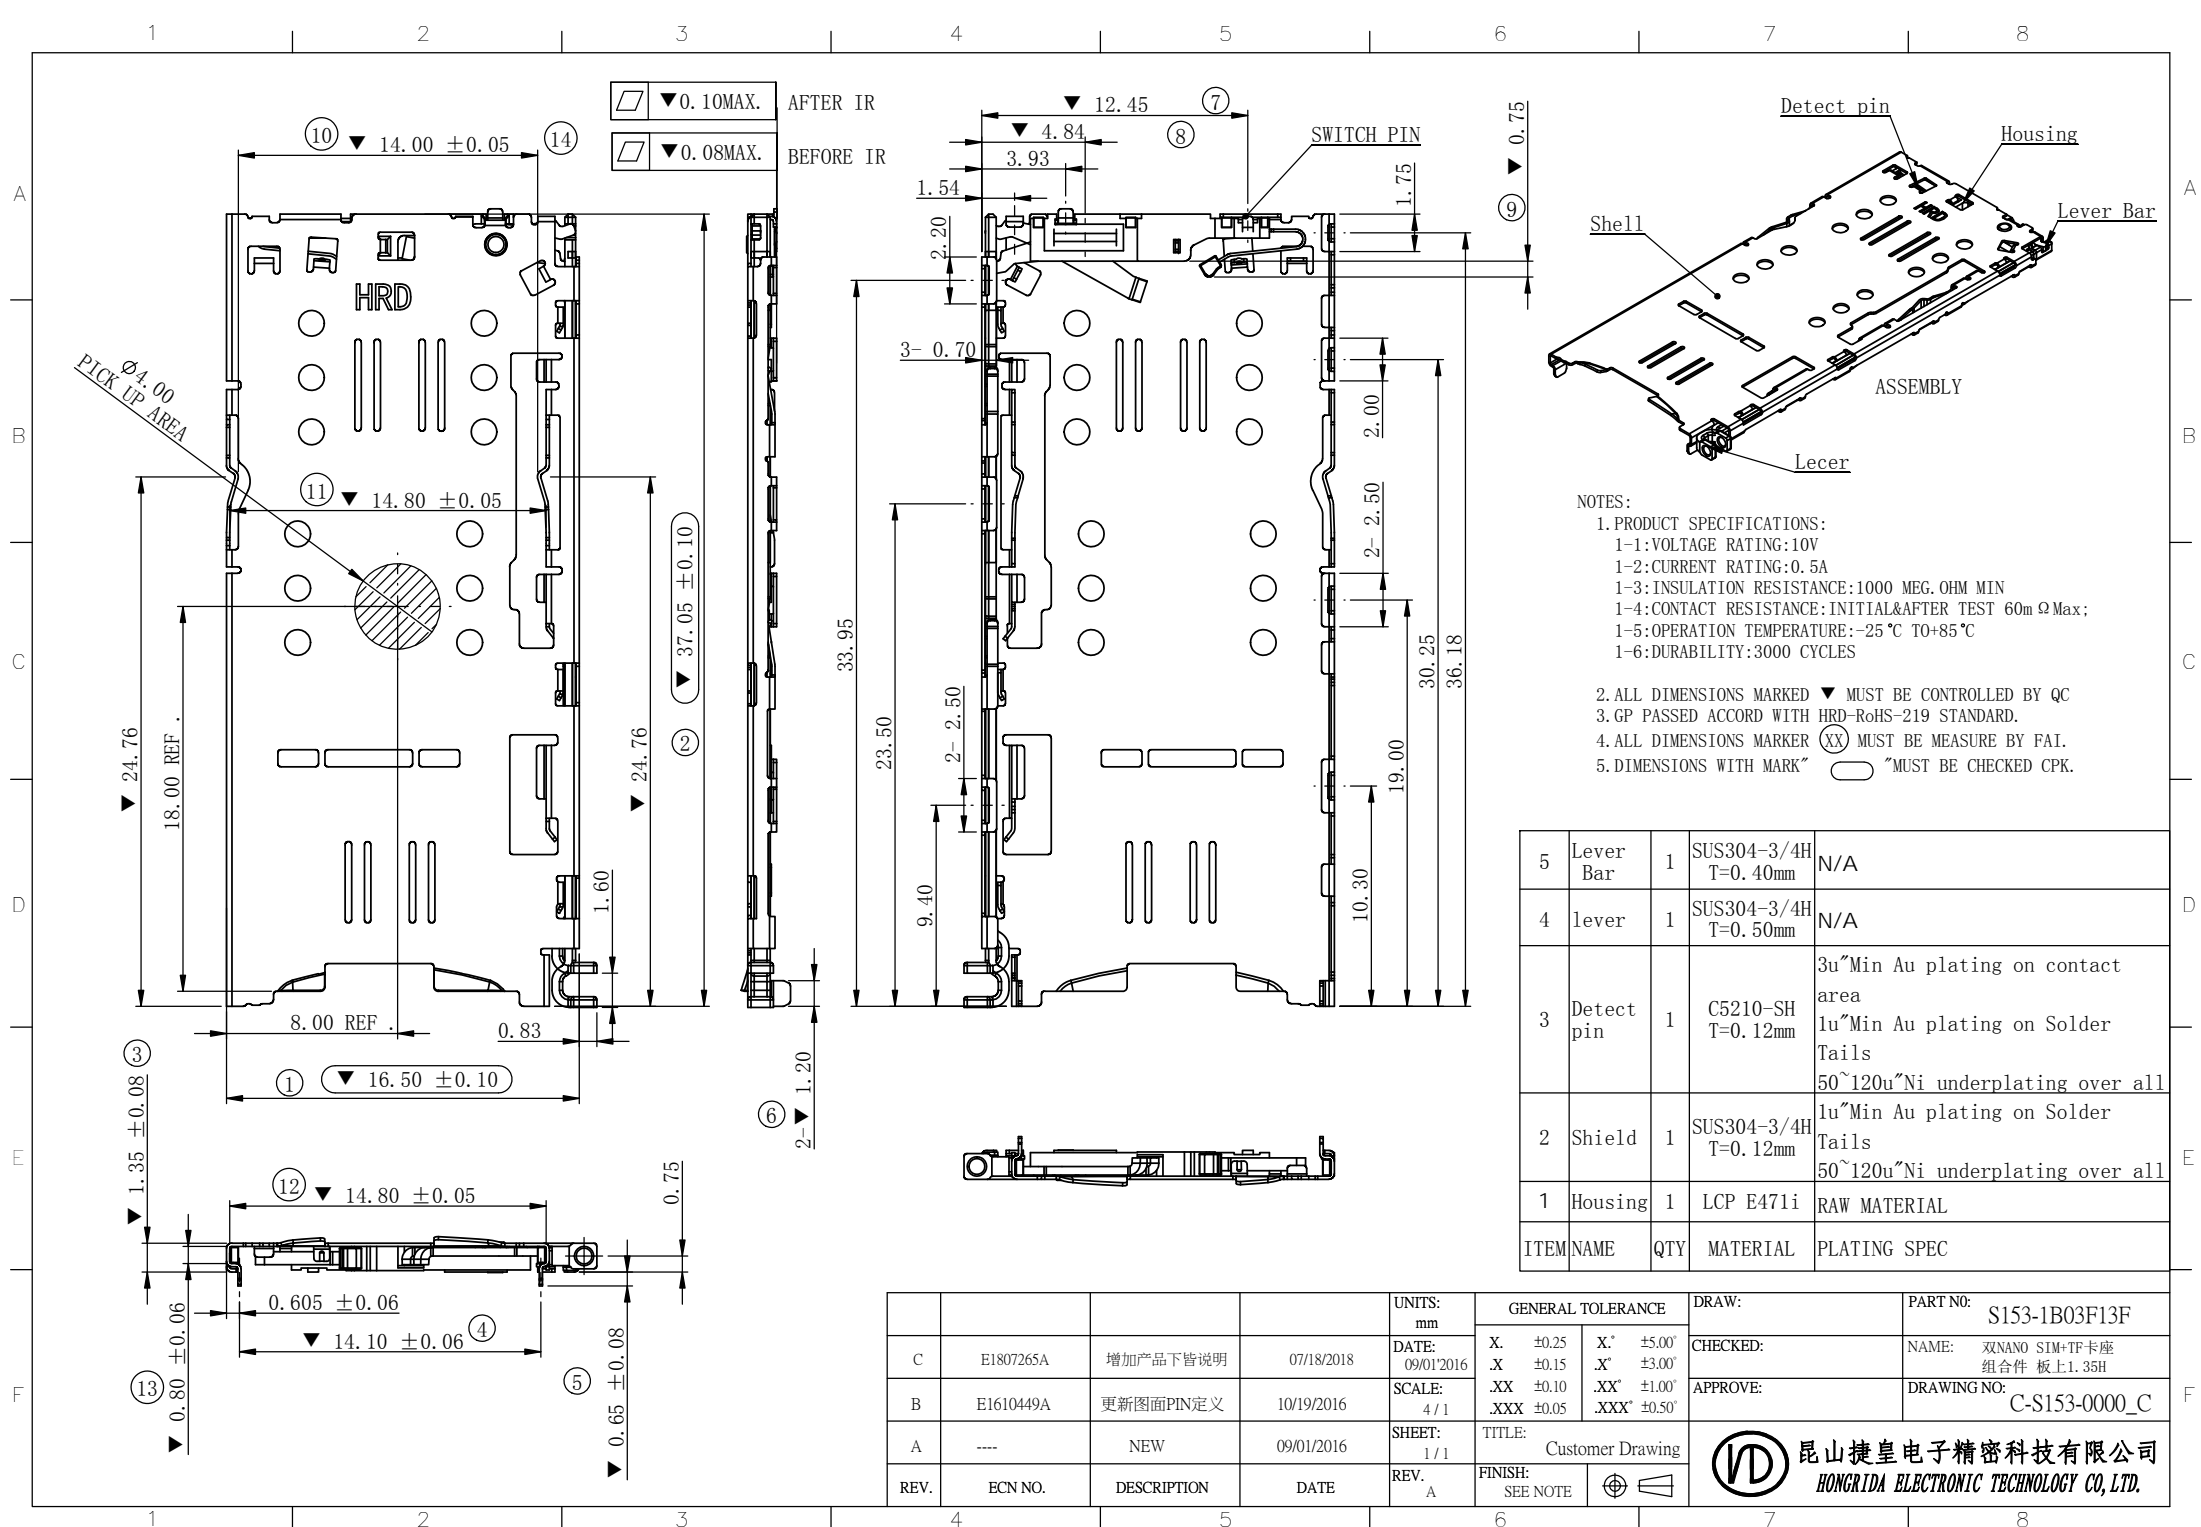 1 2 3 4 5 6 7 8
A
B
C
D
E
F
▼0.10MAX. AFTER IR
▼0.08MAX. BEFORE IR
⑩ ▼ 14.00 ±0.05 ⑭
HRD
Ø4.00
PICK UP AREA
⑪ ▼ 14.80 ±0.05
▼ 24.76
18.00 REF .
▼ 24.76
▼ 37.05 ±0.10
②
8.00 REF .
0.83
1.60
① ▼ 16.50 ±0.10
③
▼ 1.35 ±0.08
⑥ 2-▼ 1.20
⑫ ▼ 14.80 ±0.05
0.75
0.605 ±0.06
▼ 14.10 ±0.06 ④
⑬ ▼ 0.80 ±0.06
⑤ ▼ 0.65 ±0.08
▼ 12.45 ⑦
▼ 4.84 ⑧
3.93
1.54
SWITCH PIN
▼ 0.75
⑨
1.75
2.20
3- 0.70
2.00
2- 2.50
33.95
23.50
2- 2.50
9.40
30.25
36.18
19.00
10.30
Detect pin
Housing
Lever Bar
Shell
HRD
ASSEMBLY
Lecer
NOTES:
1.PRODUCT SPECIFICATIONS:
1-1:VOLTAGE RATING:10V
1-2:CURRENT RATING:0.5A
1-3:INSULATION RESISTANCE:1000 MEG.OHM MIN
1-4:CONTACT RESISTANCE:INITIAL&AFTER TEST 60mΩMax;
1-5:OPERATION TEMPERATURE:-25°C TO+85°C
1-6:DURABILITY:3000 CYCLES
2.ALL DIMENSIONS MARKED ▼ MUST BE CONTROLLED BY QC
3.GP PASSED ACCORD WITH HRD-RoHS-219 STANDARD.
4.ALL DIMENSIONS MARKER (XX) MUST BE MEASURE BY FAI.
5.DIMENSIONS WITH MARK" "MUST BE CHECKED CPK.
5 Lever Bar 1 SUS304-3/4H T=0.40mm N/A
4 lever 1 SUS304-3/4H T=0.50mm N/A
3 Detect pin 1 C5210-SH T=0.12mm 3u"Min Au plating on contact
area
1u"Min Au plating on Solder
Tails
50~120u"Ni underplating over all
2 Shield 1 SUS304-3/4H T=0.12mm 1u"Min Au plating on Solder
Tails
50~120u"Ni underplating over all
1 Housing 1 LCP E471i RAW MATERIAL
ITEM NAME QTY MATERIAL PLATING SPEC
C E1807265A 增加产品下皆说明 07/18/2018
B E1610449A 更新图面PIN定义 10/19/2016
A ---- NEW 09/01/2016
REV. ECN NO. DESCRIPTION DATE
UNITS:
mm
DATE:
09/01'2016
SCALE:
4 / 1
SHEET:
1 / 1
REV.
A
GENERAL TOLERANCE
X. ±0.25 X.° ±5.00°
.X ±0.15 .X° ±3.00°
.XX ±0.10 .XX° ±1.00°
.XXX ±0.05 .XXX° ±0.50°
TITLE:
Customer Drawing
FINISH:
SEE NOTE
DRAW:
CHECKED:
APPROVE:
PART N0:
S153-1B03F13F
NAME: 双NANO SIM+TF卡座
组合件 板上1.35H
DRAWING NO:
C-S153-0000_C
昆山捷皇电子精密科技有限公司
HONGRIDA ELECTRONIC TECHNOLOGY CO,LTD.
1 2 3 4 5 6 7 8
A
B
C
D
E
F